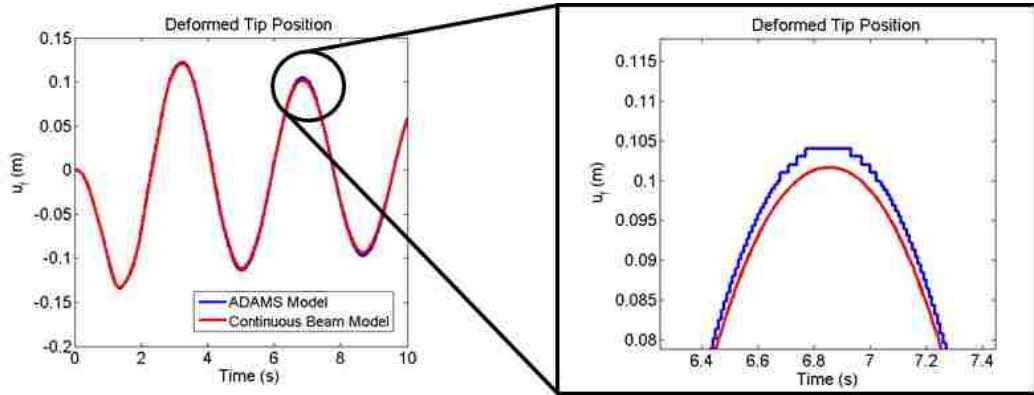 Deformed Tip Position
0.15
0.1
0.05
0
-0.05
-0.1
-0.15
-0.2
u_f (m)
0 2 4 6 8 10
Time (s)
ADAMS Model
Continuous Beam Model
Deformed Tip Position
0.115
0.11
0.105
0.1
0.095
0.09
0.085
0.08
u_f (m)
6.4 6.6 6.8 7 7.2 7.4
Time (s)